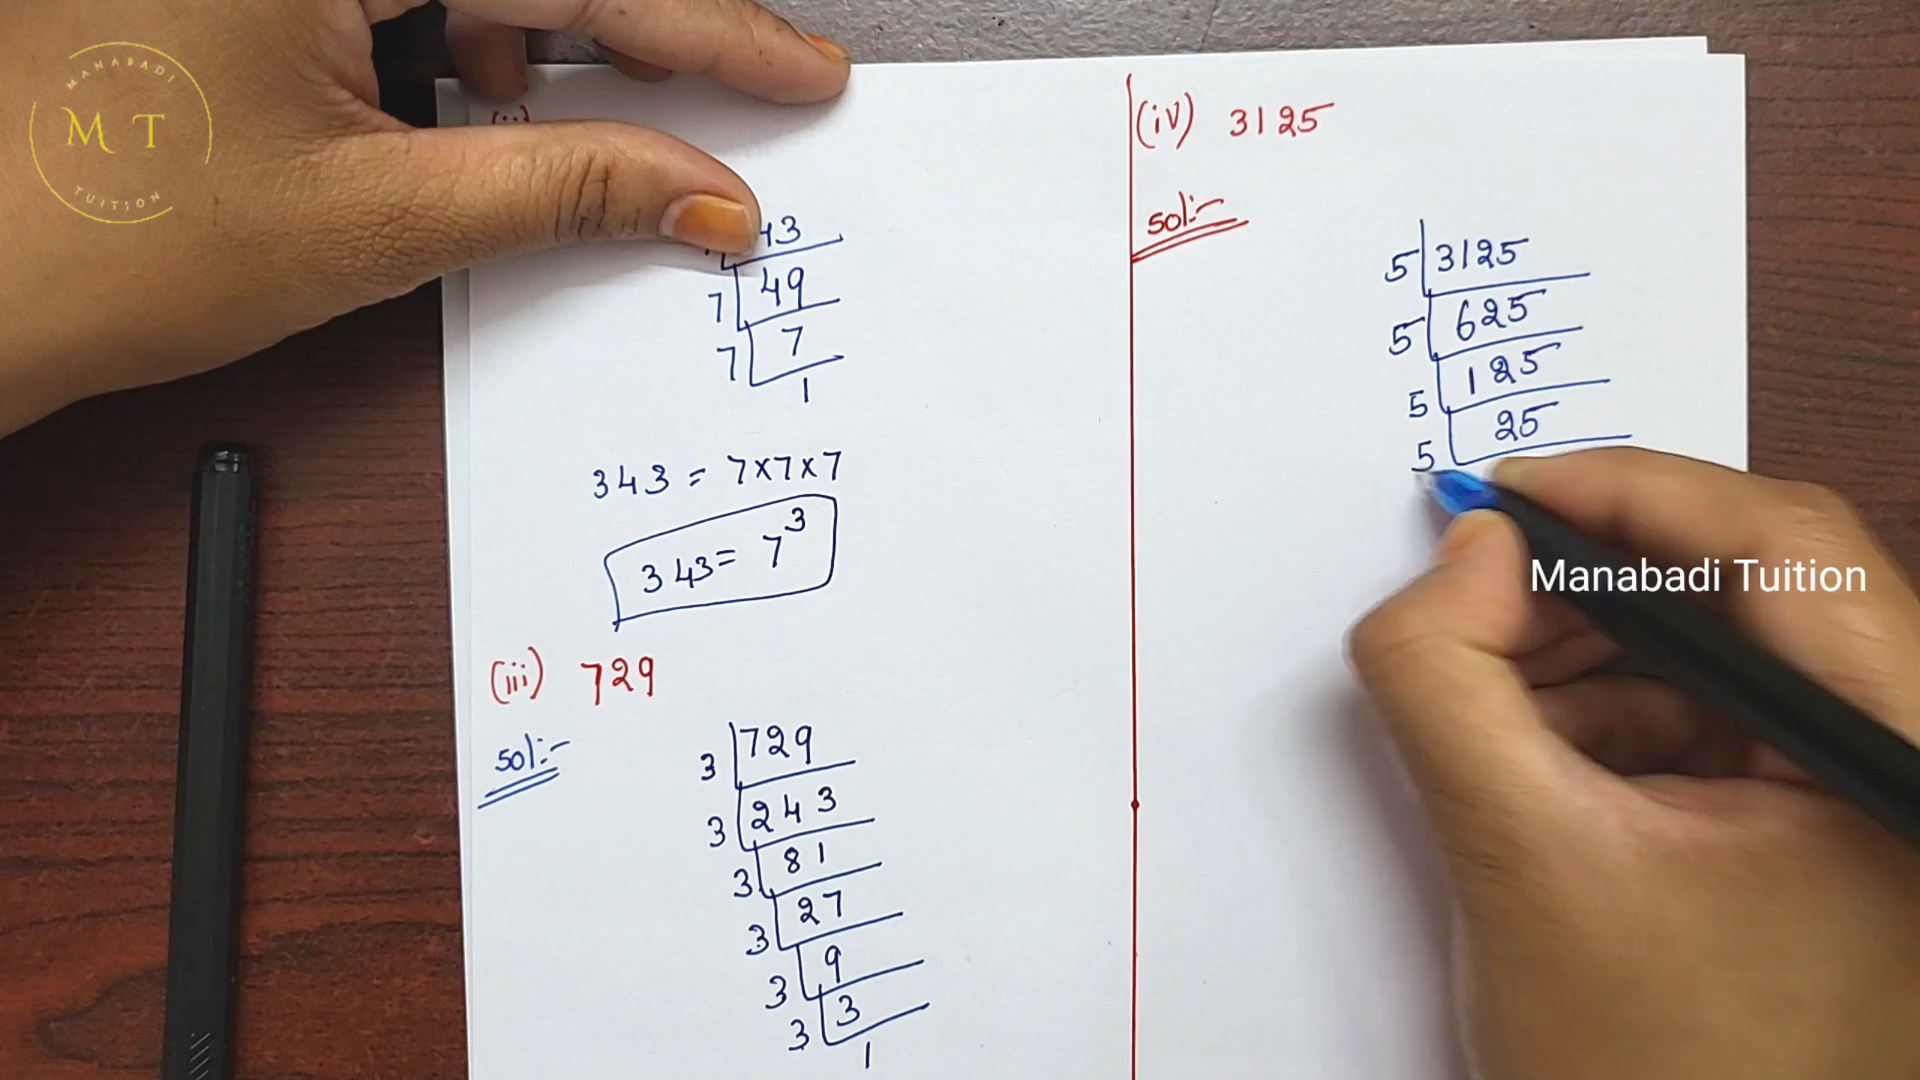 MANABADI
M T
TUITION
43
7 49
7 7
1
343 = 7×7×7
343 = 7³
(iii) 729
Sol:-
3 729
3 243
3 81
3 27
3 9
3 3
1
(iv) 3125
Sol:-
5 3125
5 625
5 125
5 25
Manabadi Tuition